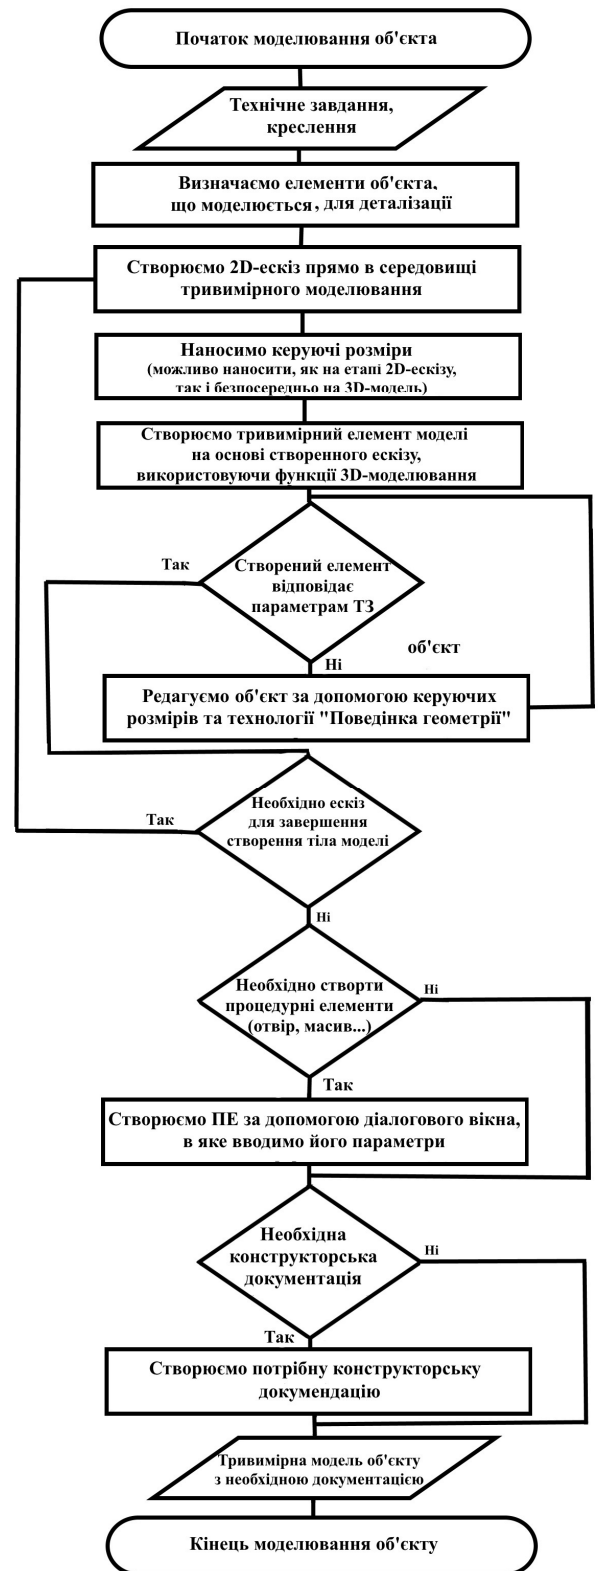 Початок моделювання об'єкта
Технічне завдання,
креслення
Визначаємо елементи об'єкта,
що моделюється, для деталізації
Створюємо 2D-ескіз прямо в середовищі
тривимірного моделювання
Наносимо керуючі розміри
(можливо наносити, як на етапі 2D-ескізу,
так і безпосередньо на 3D-модель)
Створюємо тривимірний елемент моделі
на основі створенного ескізу,
використовуючи функції 3D-моделювання
Так
Створений елемент
відповідає
параметрам ТЗ
Ні
об'єкт
Редагуємо об'єкт за допомогою керуючих
розмірів та технології "Поведінка геометрії"
Так
Необхідно ескіз
для завершення
створення тіла моделі
Ні
Необхідно створти
процедурні елементи
(отвір, масив...)
Ні
Так
Створюємо ПЕ за допомогою діалогового вікна,
в яке вводимо його параметри
Необхідна
конструкторська
документація
Ні
Так
Створюємо потрібну конструкторську
докумендацію
Тривимірна модель об'єкту
з необхідною документацією
Кінець моделювання об'єкту